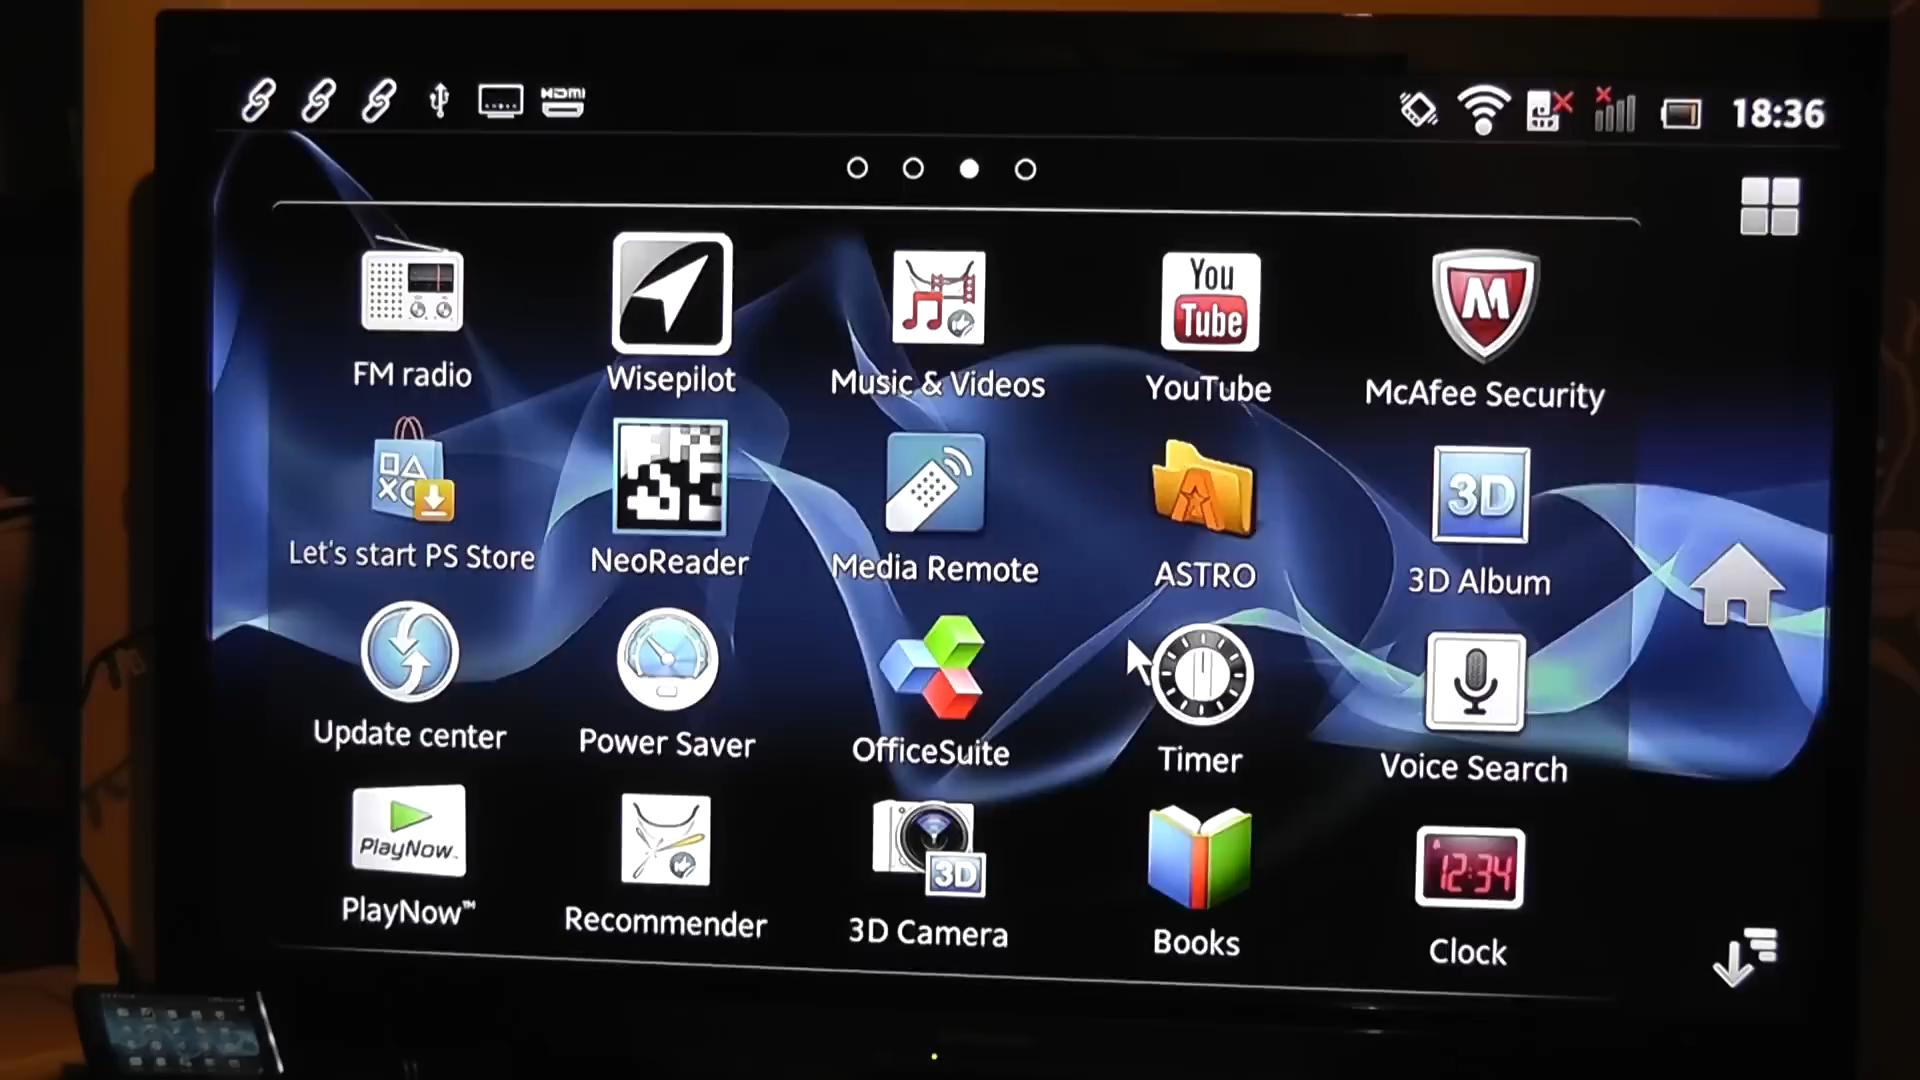 HDMI
18:36
You
Tube
M
FM radio
Wisepilot
Music & Videos
YouTube
McAfee Security
3D
Let's start PS Store
NeoReader
Media Remote
ASTRO
3D Album
Update center
Power Saver
OfficeSuite
Timer
Voice Search
PlayNow™
3D
12:34
PlayNow™
Recommender
3D Camera
Books
Clock